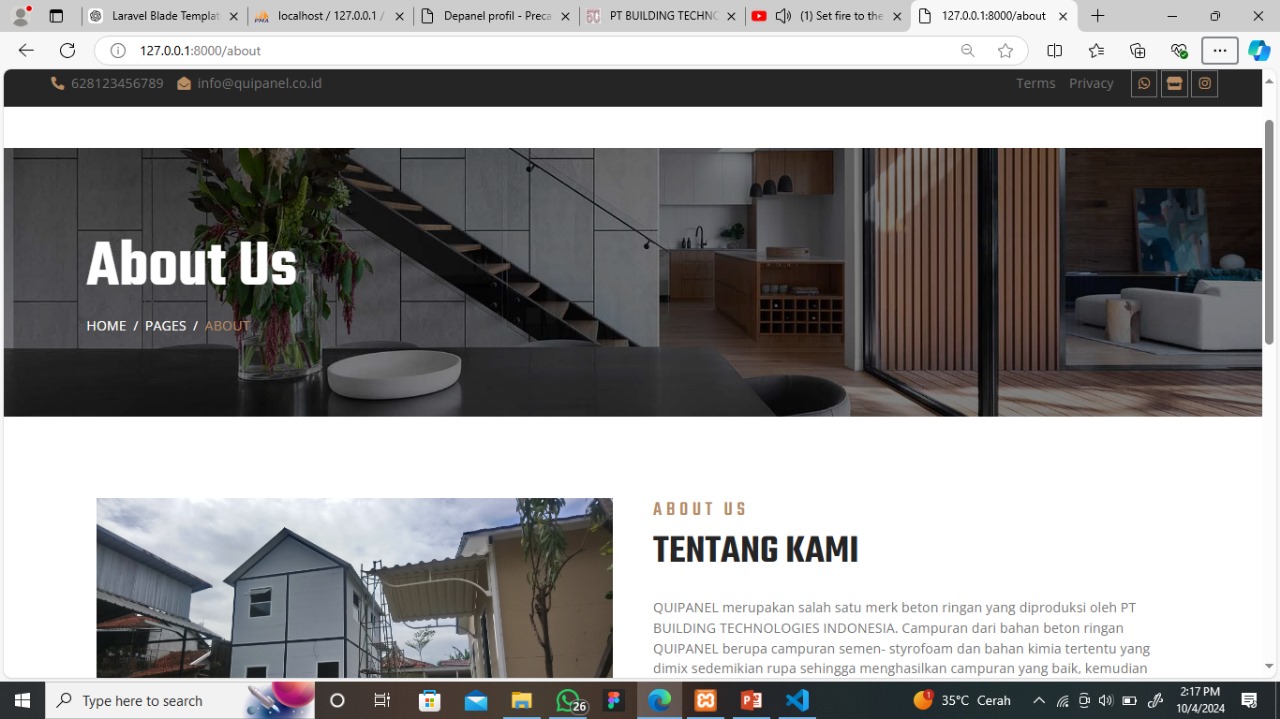 Laravel Blade Templat
localhost / 127.0.0.1 /
Depanel profil - Preca
PT BUILDING TECHNO
(1) Set fire to the
127.0.0.1:8000/about
127.0.0.1:8000/about
628123456789 info@quipanel.co.id Terms Privacy
About Us
HOME / PAGES / ABOUT
ABOUT US
TENTANG KAMI
QUIPANEL merupakan salah satu merk beton ringan yang diproduksi oleh PT
BUILDING TECHNOLOGIES INDONESIA. Campuran dari bahan beton ringan
QUIPANEL berupa campuran semen- styrofoam dan bahan kimia tertentu yang
dimix sedemikian rupa sehingga menghasilkan campuran yang baik, kemudian
Type here to search
26
1
35°C Cerah
2:17 PM
10/4/2024